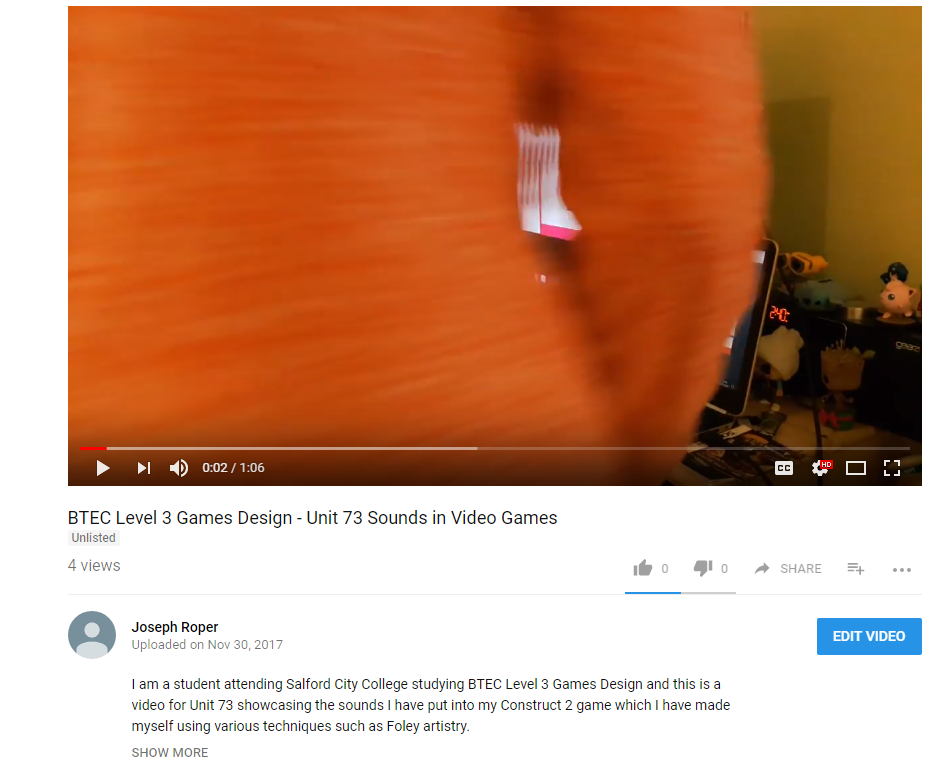 0:02 / 1:06
CC
HD
BTEC Level 3 Games Design - Unit 73 Sounds in Video Games
Unlisted
4 views
0
0
SHARE
Joseph Roper
Uploaded on Nov 30, 2017
EDIT VIDEO
I am a student attending Salford City College studying BTEC Level 3 Games Design and this is a
video for Unit 73 showcasing the sounds I have put into my Construct 2 game which I have made
myself using various techniques such as Foley artistry.
SHOW MORE